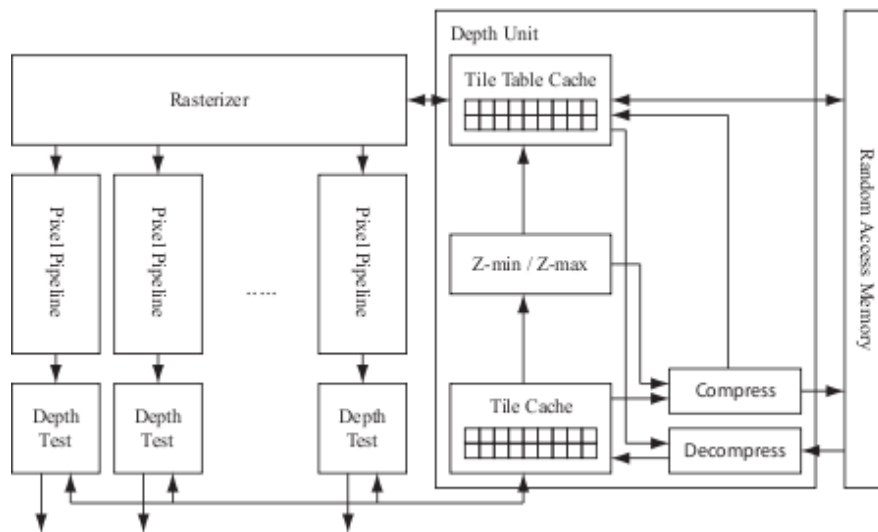 Depth Unit
Tile Table Cache
Rasterizer
Random Access Memory
Pixel Pipeline
Pixel Pipeline
.....
Pixel Pipeline
Z-min / Z-max
Compress
Depth
Test
Depth
Test
Depth
Test
Tile Cache
Decompress